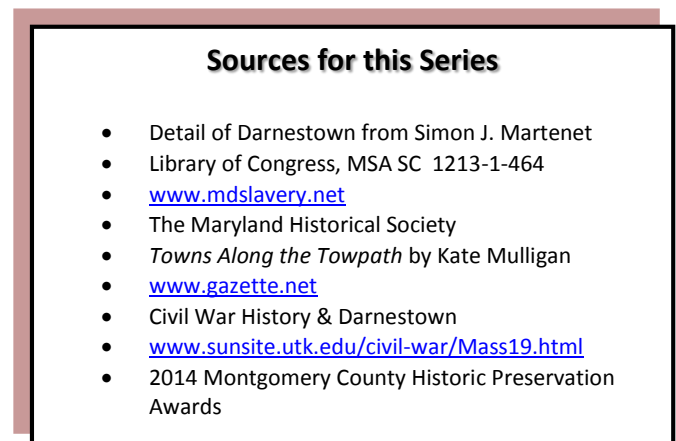 Sources for this Series
• Detail of Darnestown from Simon J. Martenet
• Library of Congress, MSA SC 1213-1-464
• www.mdslavery.net
• The Maryland Historical Society
• Towns Along the Towpath by Kate Mulligan
• www.gazette.net
• Civil War History & Darnestown
• www.sunsite.utk.edu/civil-war/Mass19.html
• 2014 Montgomery County Historic Preservation
Awards